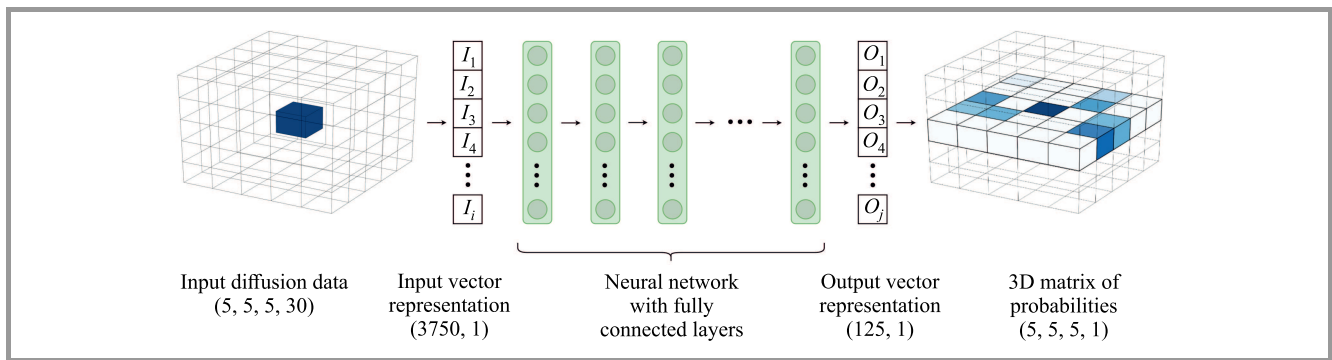 I1
I2
I3
I4
Ii
O1
O2
O3
O4
Oj
Input diffusion data
(5, 5, 5, 30)
Input vector
representation
(3750, 1)
Neural network
with fully
connected layers
Output vector
representation
(125, 1)
3D matrix of
probabilities
(5, 5, 5, 1)